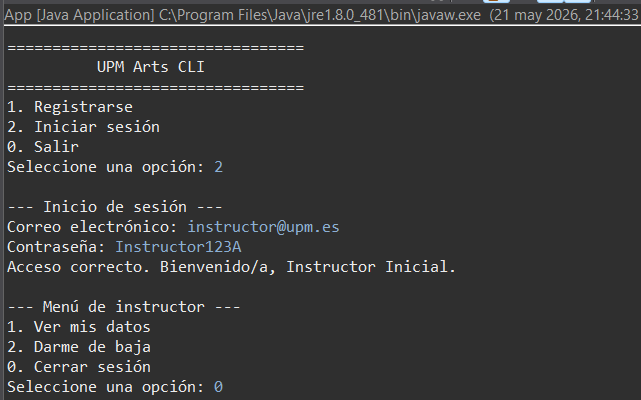 App [Java Application] C:\Program Files\Java\jre1.8.0_481\bin\javaw.exe (21 may 2026, 21:44:33
=================================
UPM Arts CLI
=================================
1. Registrarse
2. Iniciar sesión
0. Salir
Seleccione una opción: 2
--- Inicio de sesión ---
Correo electrónico: instructor@upm.es
Contraseña: Instructor123A
Acceso correcto. Bienvenido/a, Instructor Inicial.
--- Menú de instructor ---
1. Ver mis datos
2. Darme de baja
0. Cerrar sesión
Seleccione una opción: 0